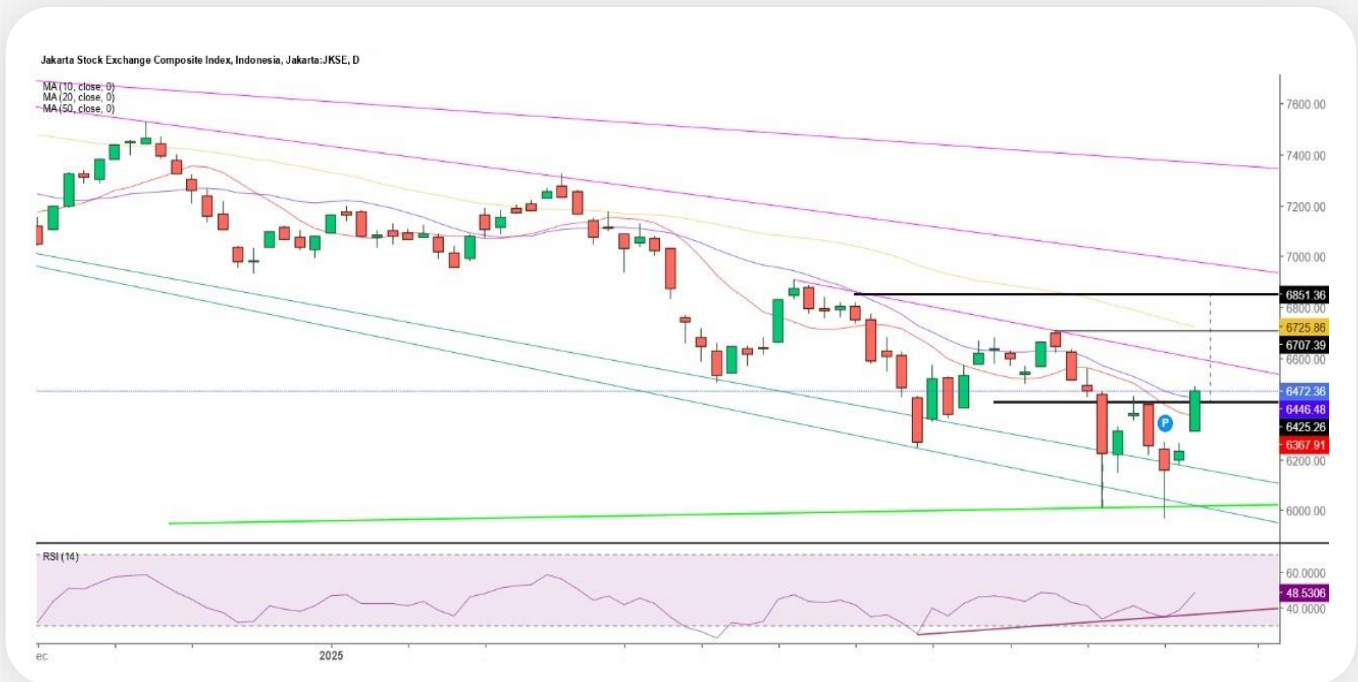 Jakarta Stock Exchange Composite Index, Indonesia, Jakarta:JKSE, D
MA (10, close, 0)
MA (20, close, 0)
MA (50, close, 0)
7600.00
7400.00
7200.00
7000.00
6851.36
6800.00
6725.86
6707.39
6600.00
6472.36
6446.48
6425.26
6367.91
6200.00
6000.00
P
RSI (14)
60.0000
48.5306
40.0000
ec
2025